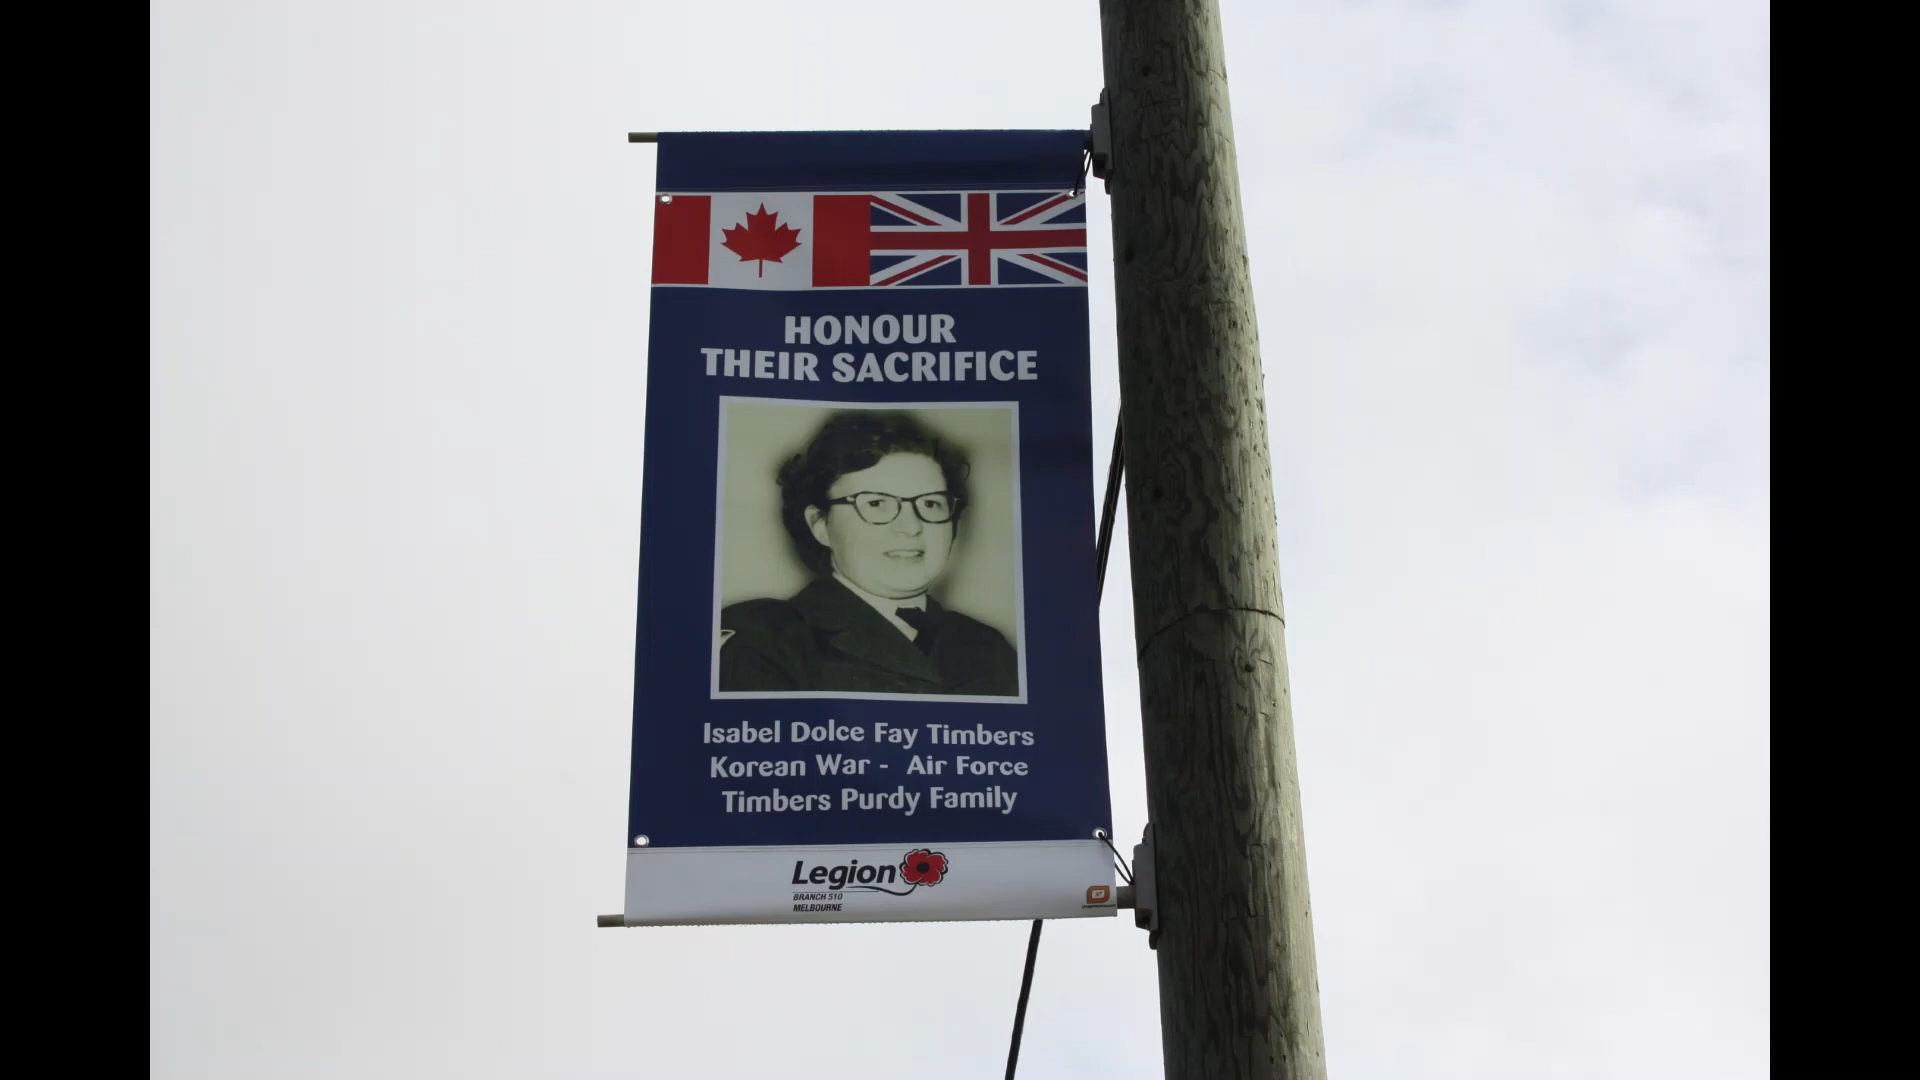 HONOUR
THEIR SACRIFICE
Isabel Dolce Fay Timbers
Korean War - Air Force
Timbers Purdy Family
Legion
BRANCH 510
MELBOURNE